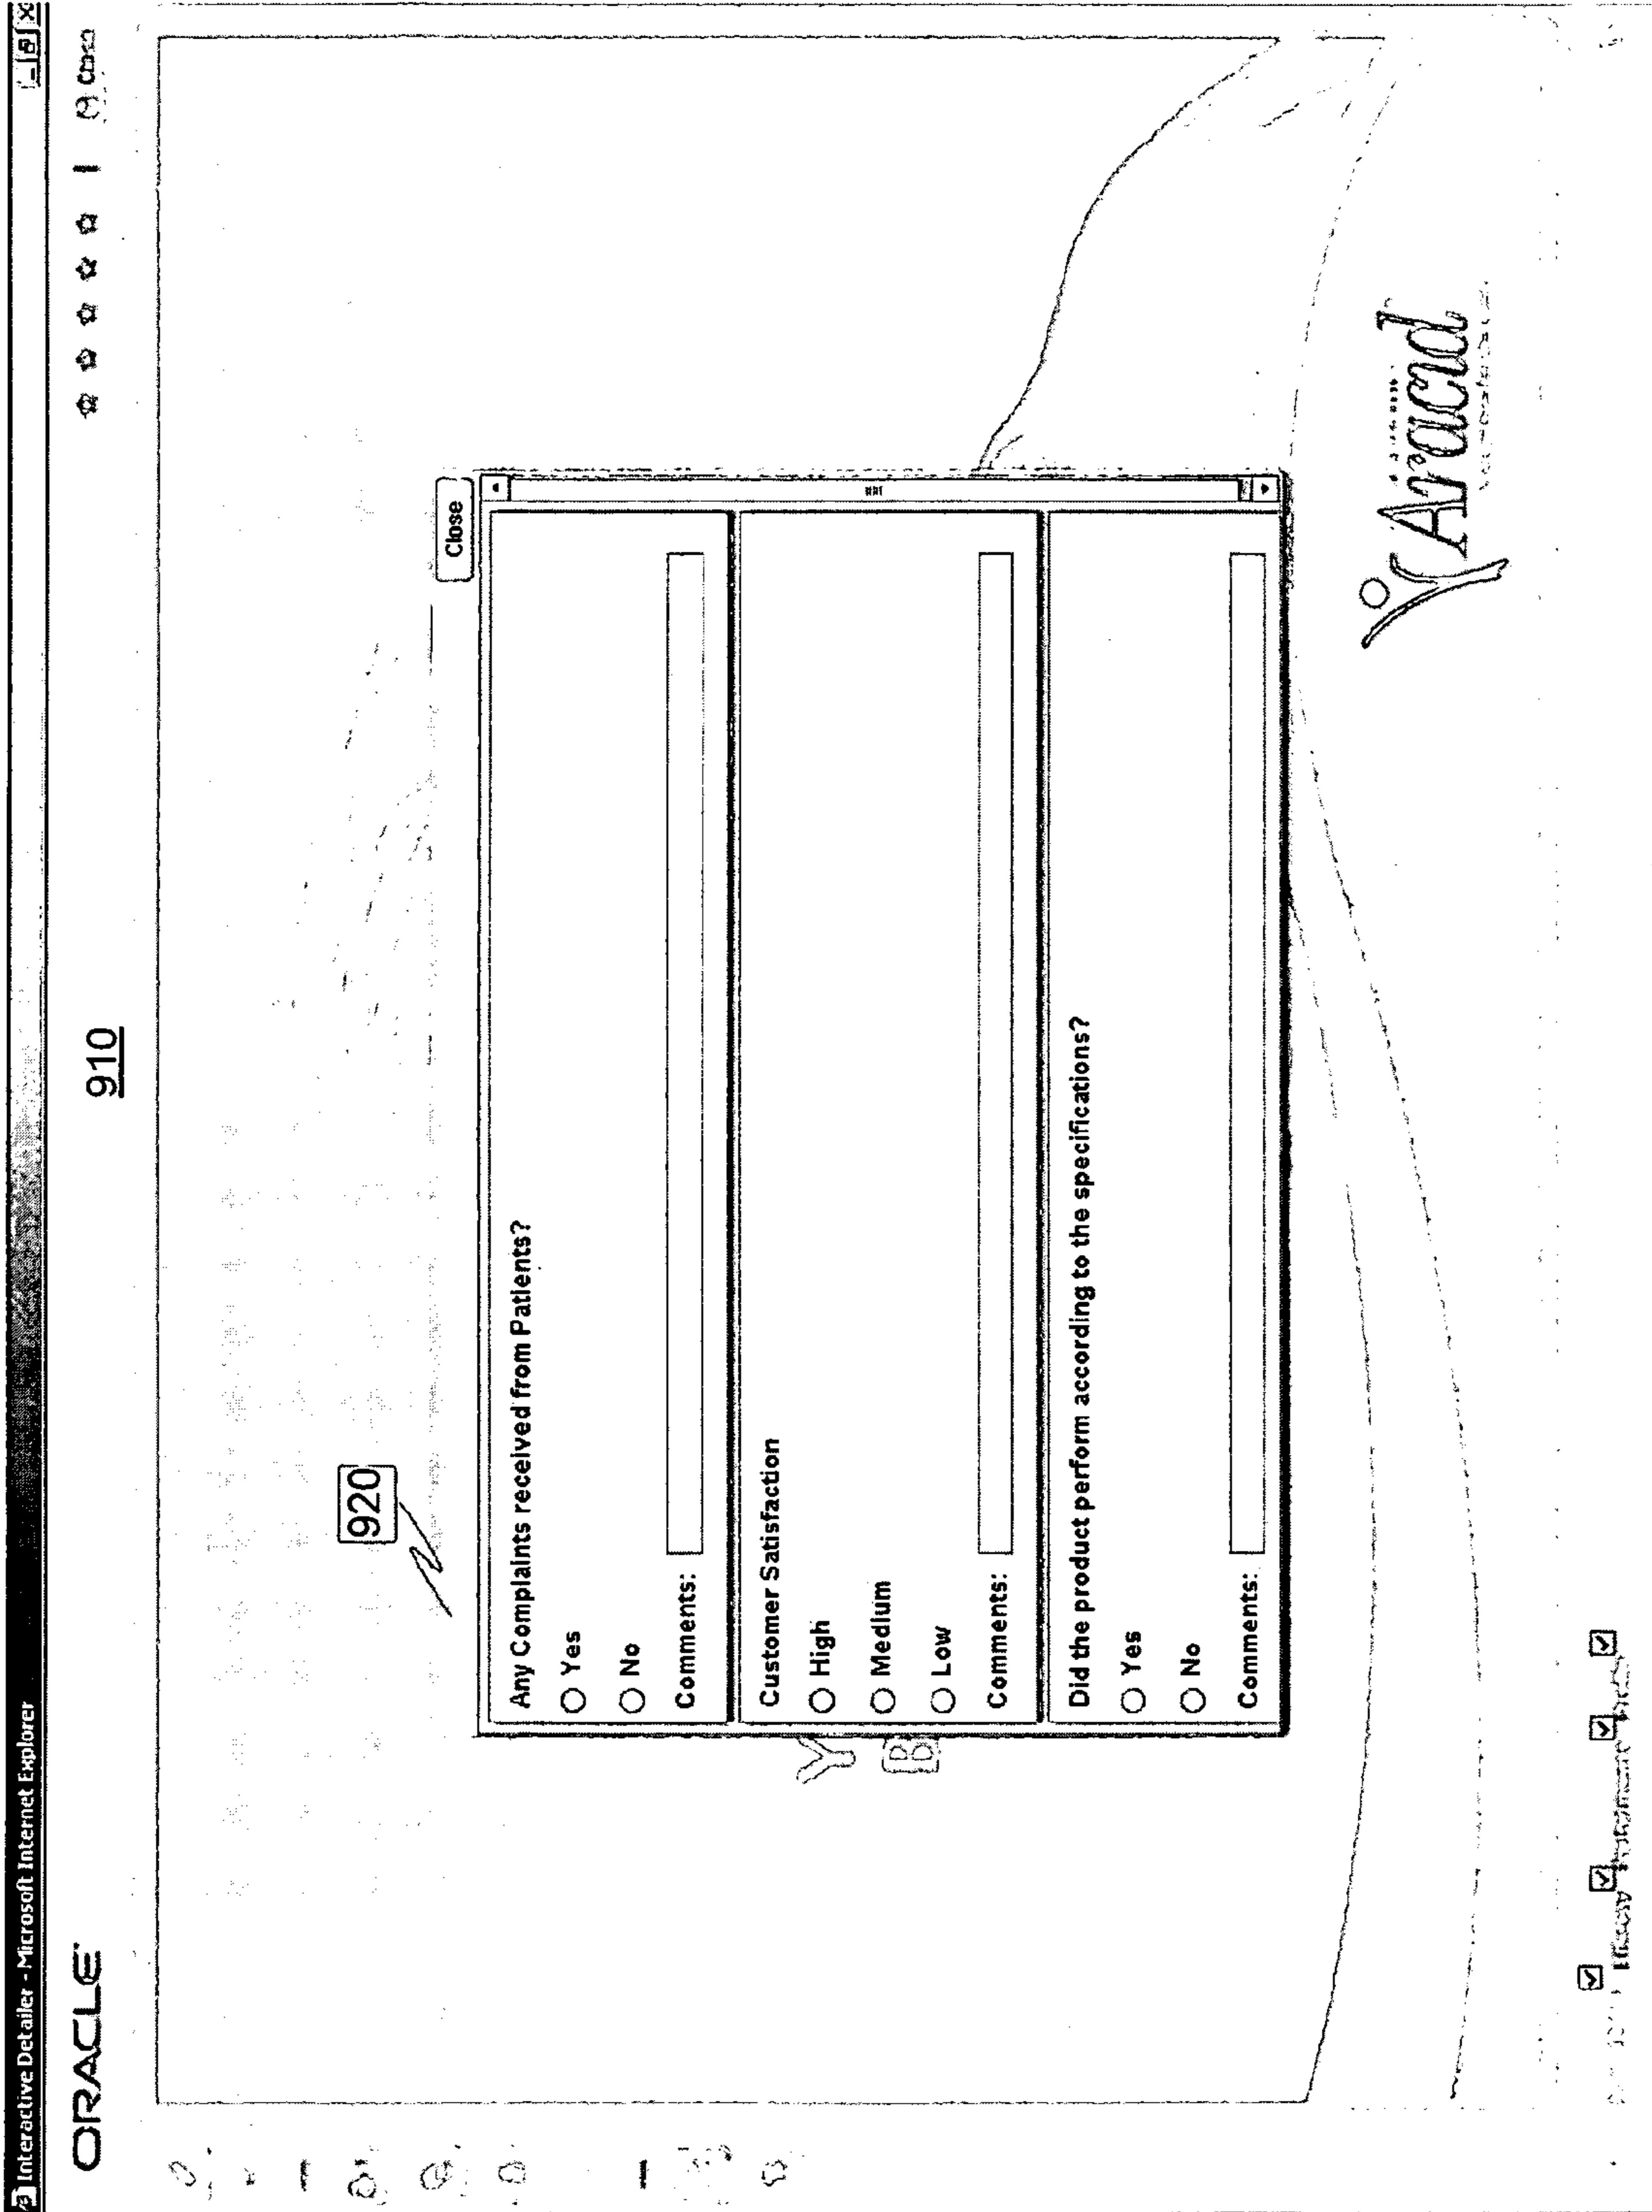 Interactive Detailer - Microsoft Internet Explorer
ORACLE
910
920
Close
Any Complaints received from Patients?
Yes
No
Comments:
Customer Satisfaction
High
Medium
Low
Comments:
Did the product perform according to the specifications?
Yes
No
Comments:
Y
B
Aracid